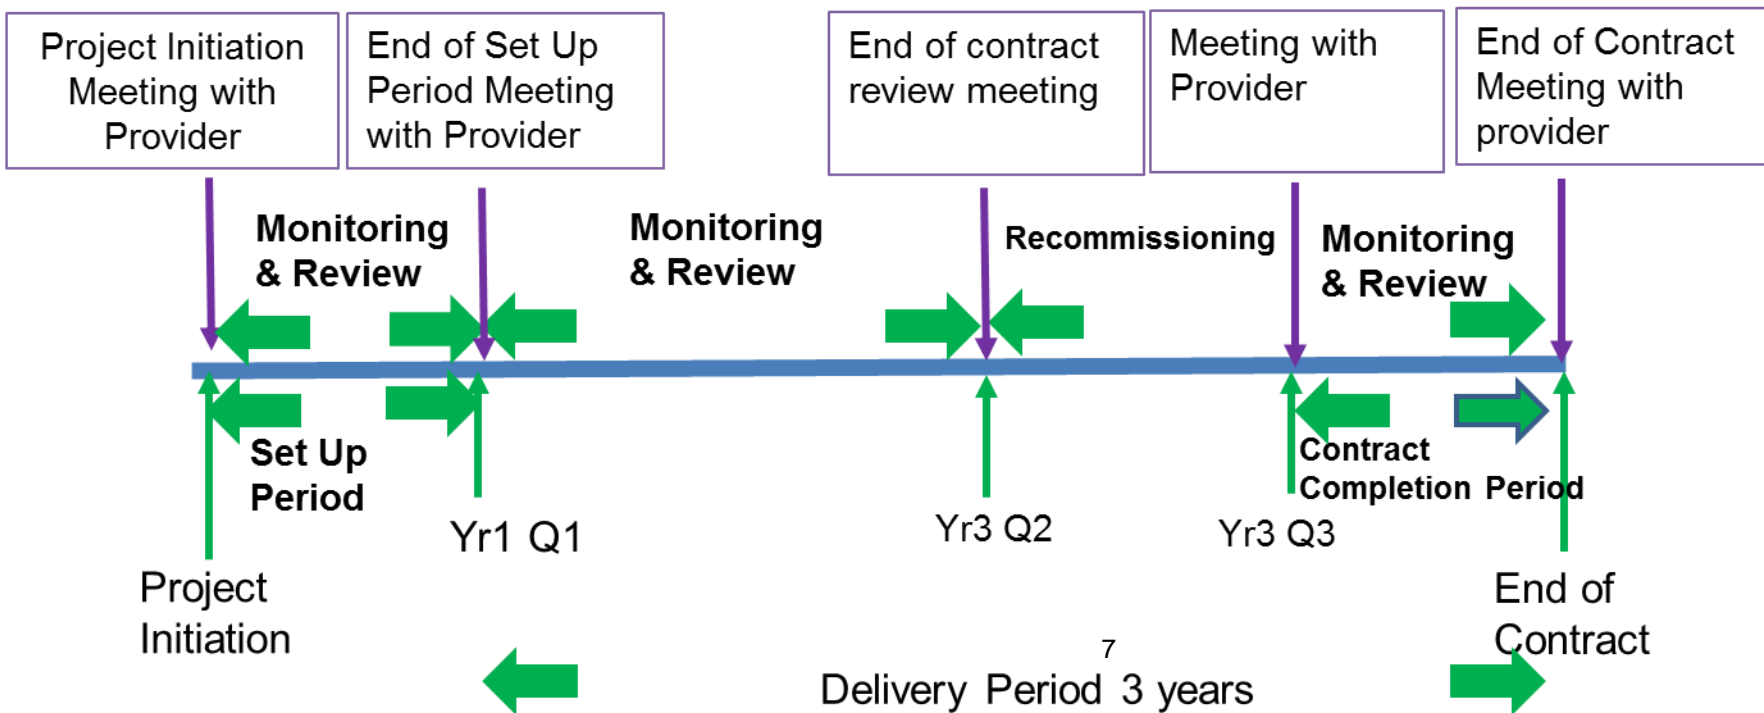 Project Initiation
Meeting with
Provider
End of Set Up
Period Meeting
with Provider
End of contract
review meeting
Meeting with
Provider
End of Contract
Meeting with
provider
Monitoring
& Review
Monitoring
& Review
Recommissioning
Monitoring
& Review
Set Up
Period
Contract
Completion Period
Yr1 Q1
Yr3 Q2
Yr3 Q3
Project
Initiation
End of
Contract
7
Delivery Period 3 years